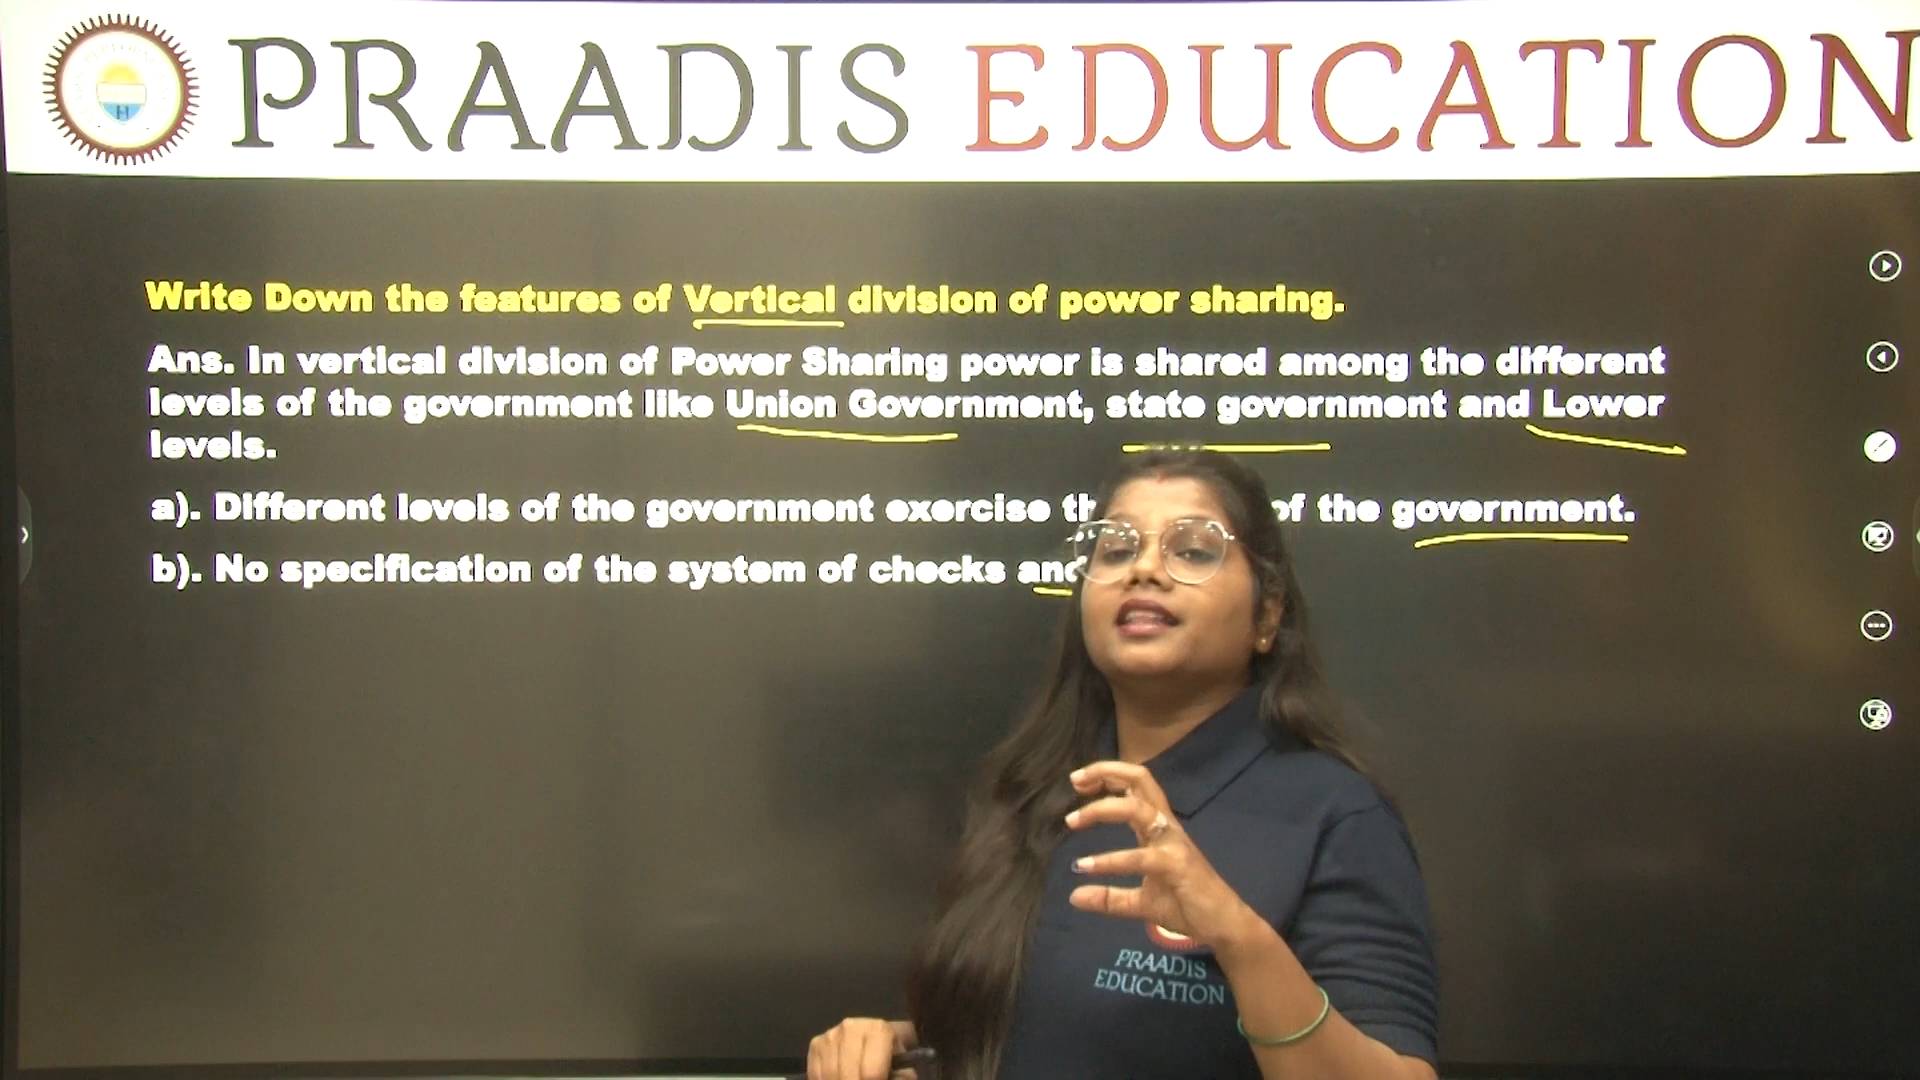 PRAADIS EDUCATION
Write Down the features of Vertical division of power sharing.
Ans. In vertical division of Power Sharing power is shared among the different
levels of the government like Union Government, state government and Lower
levels.
a). Different levels of the government exercise of the government.
b). No specification of the system of checks and
PRAADIS
EDUCATION